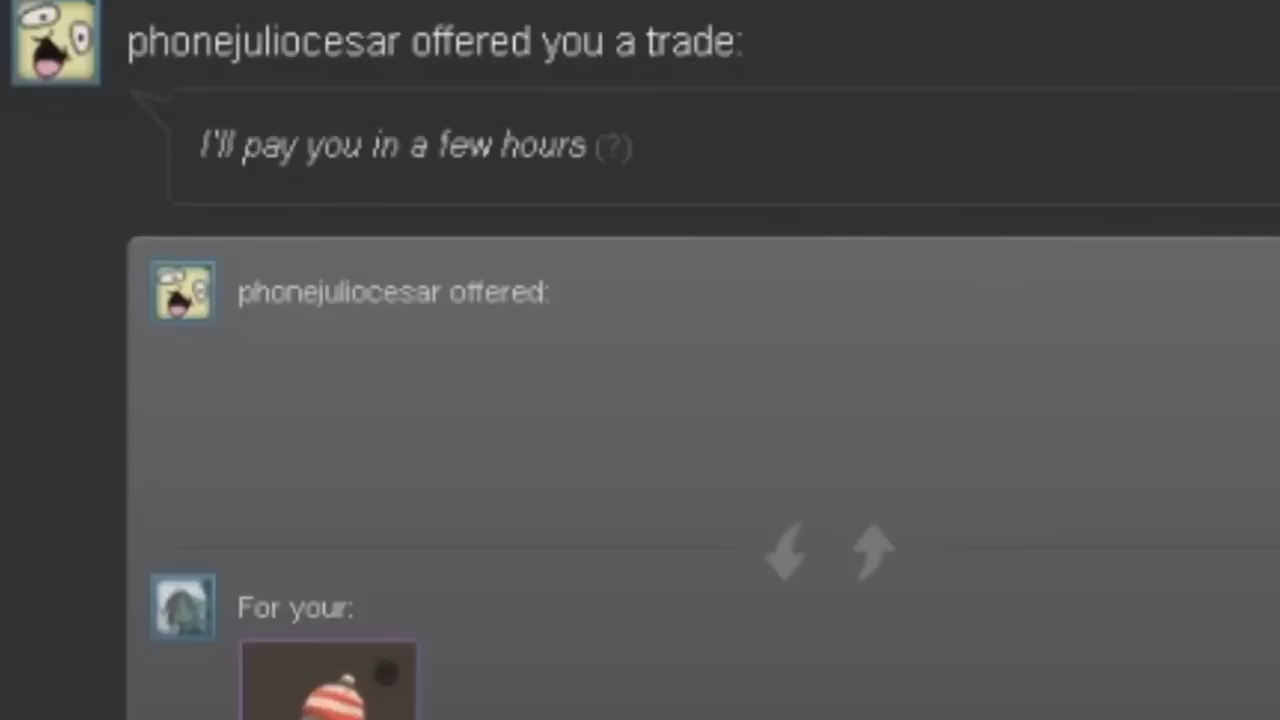 phonejuliocesar offered you a trade:
I'll pay you in a few hours (?)
phonejuliocesar offered:
For your: